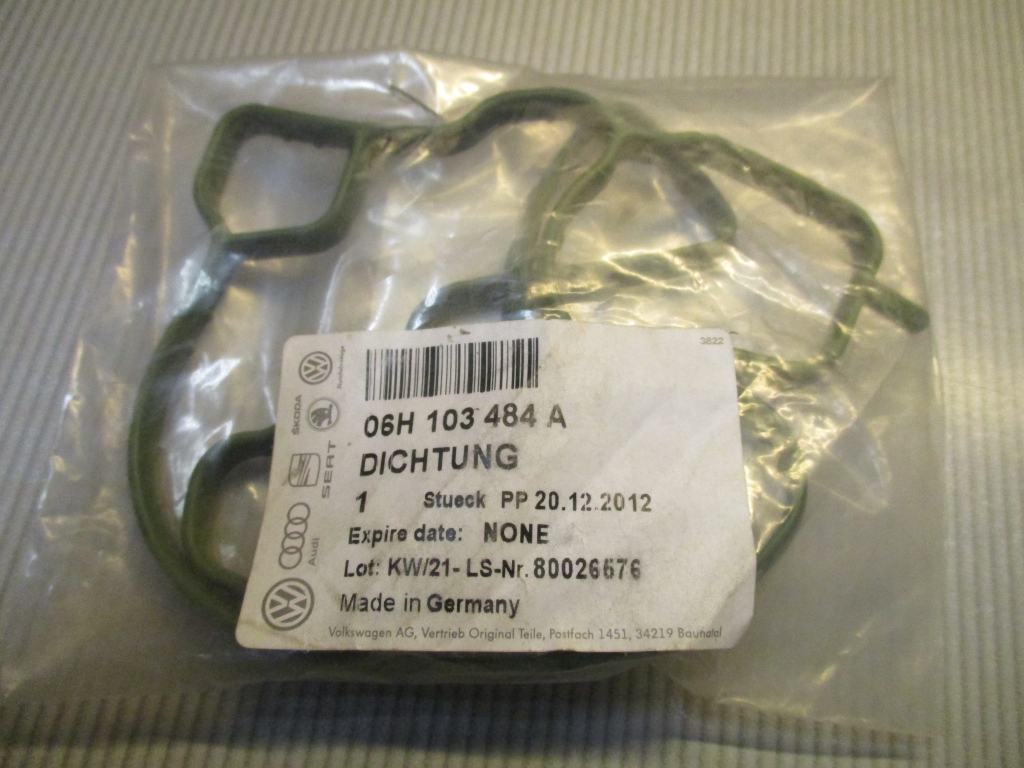 3822
06H 103 484 A
DICHTUNG
1 Stueck PP 20.12.2012
Expire date: NONE
Lot: KW/21- LS-Nr. 80026576
Made in Germany
Volkswagen AG, Vertrieb Original Teile, Postfach 1451, 34219 Baunatal
ŠKODA
SEAT
Audi